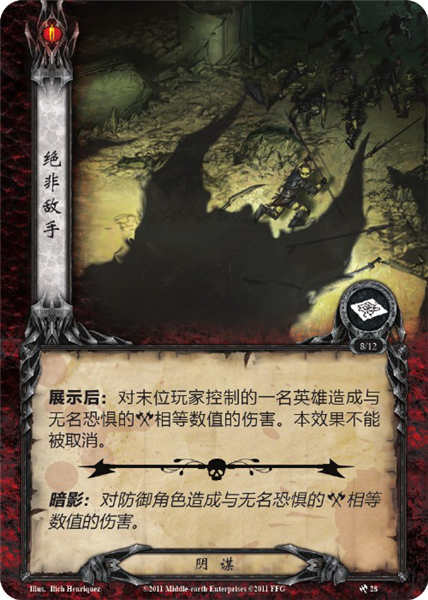 绝非敌手
8/12
展示后：对末位玩家控制的一名英雄造成与
无名恐惧的相等数值的伤害。本效果不能
被取消。
暗影：对防御角色造成与无名恐惧的相等
数值的伤害。
阴谋
Illus. Ilich Henriquez ©2011 Middle-earth Enterprises ©2011 FFG 28